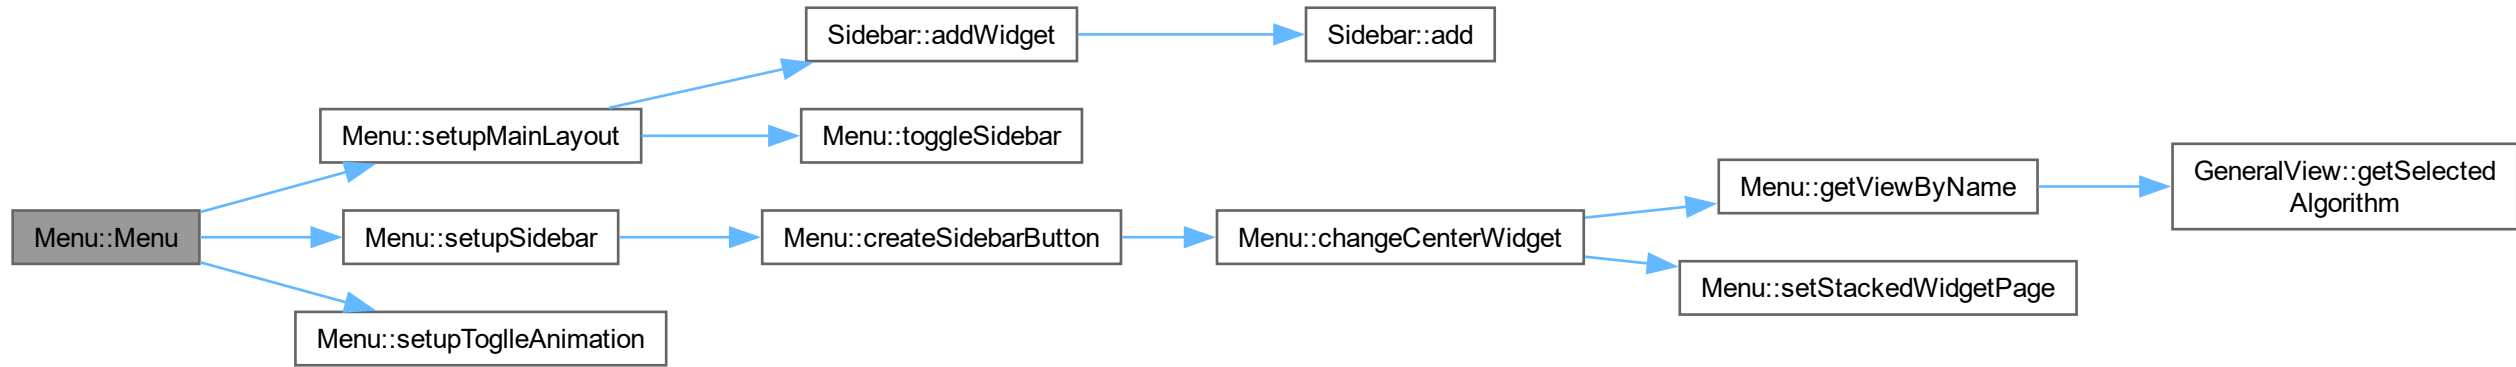 Sidebar::addWidget
Sidebar::add
Menu::setupMainLayout
Menu::toggleSidebar
GeneralView::getSelected
Algorithm
Menu::getViewByName
Menu::Menu
Menu::setupSidebar
Menu::createSidebarButton
Menu::changeCenterWidget
Menu::setStackedWidgetPage
Menu::setupToglleAnimation